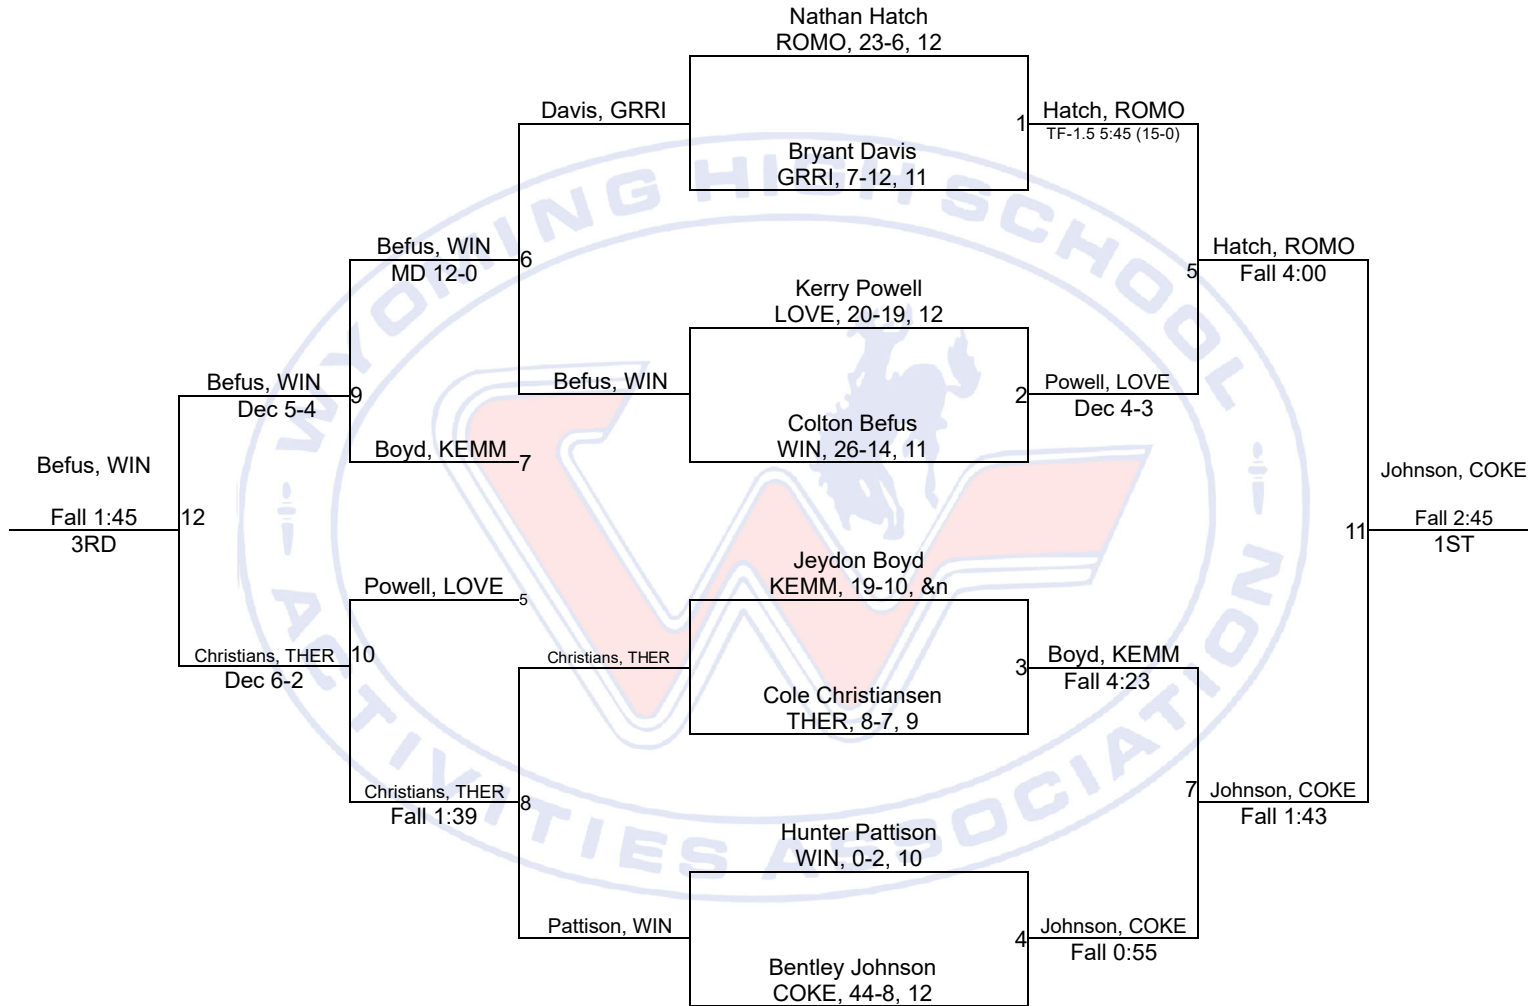 Nathan Hatch
ROMO, 23-6, 12
Davis, GRRI
1
Hatch, ROMO
TF-1.5 5:45 (15-0)
Bryant Davis
GRRI, 7-12, 11
Befus, WIN
MD 12-0
6
Hatch, ROMO
Fall 4:00
5
Kerry Powell
LOVE, 20-19, 12
Befus, WIN
Dec 5-4
9
Befus, WIN
2
Powell, LOVE
Dec 4-3
Colton Befus
WIN, 26-14, 11
Boyd, KEMM
7
Befus, WIN
Fall 1:45
3RD
12
Johnson, COKE
Fall 2:45
1ST
11
Jeydon Boyd
KEMM, 19-10, &n
Powell, LOVE
5
Christians, THER
Dec 6-2
10
Christians, THER
3
Boyd, KEMM
Fall 4:23
Cole Christiansen
THER, 8-7, 9
Christians, THER
Fall 1:39
8
7
Johnson, COKE
Fall 1:43
Hunter Pattison
WIN, 0-2, 10
Pattison, WIN
4
Johnson, COKE
Fall 0:55
Bentley Johnson
COKE, 44-8, 12
WYOMING HIGH SCHOOL
ACTIVITIES ASSOCIATION